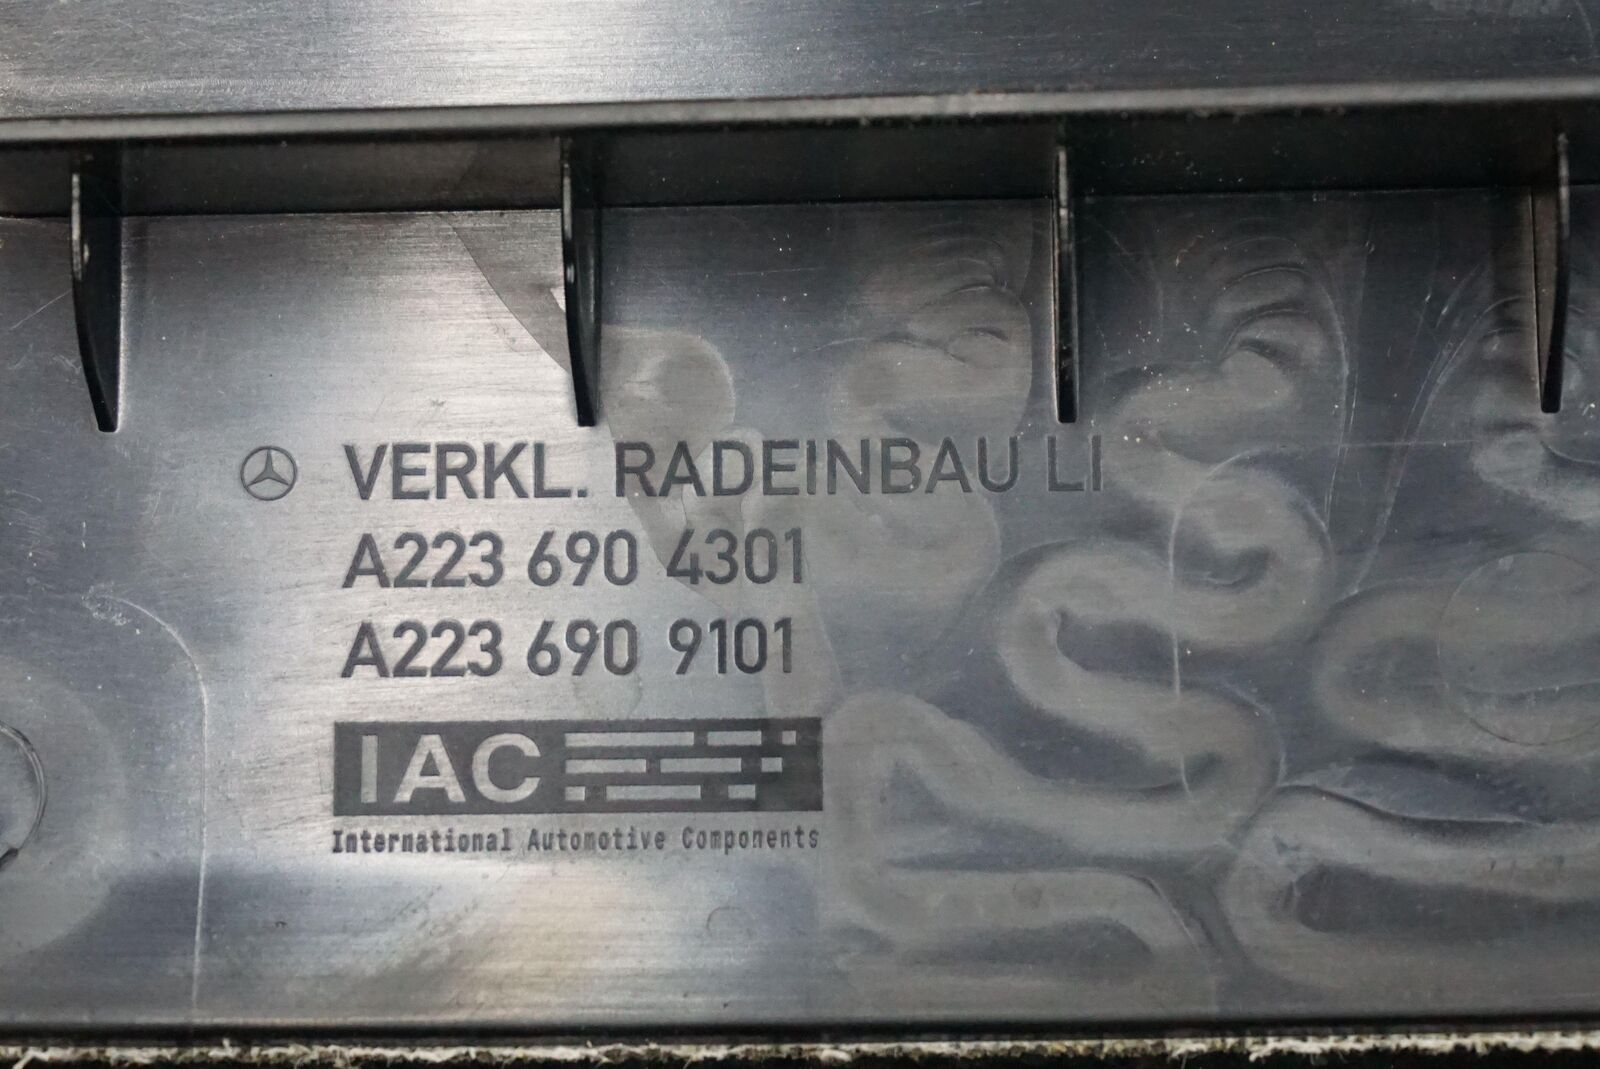 VERKL. RADEINBAU LI
A223 690 4301
A223 690 9101
IAC
International Automotive Components